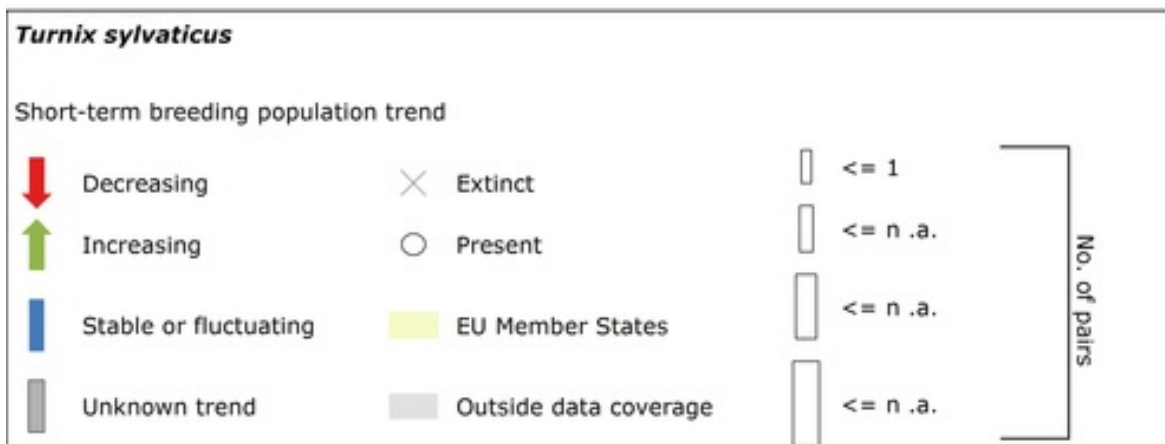 Turnix sylvaticus
Short-term breeding population trend
Decreasing
Extinct
<= 1
Increasing
Present
<= n .a.
Stable or fluctuating
EU Member States
<= n .a.
Unknown trend
Outside data coverage
<= n .a.
No. of pairs